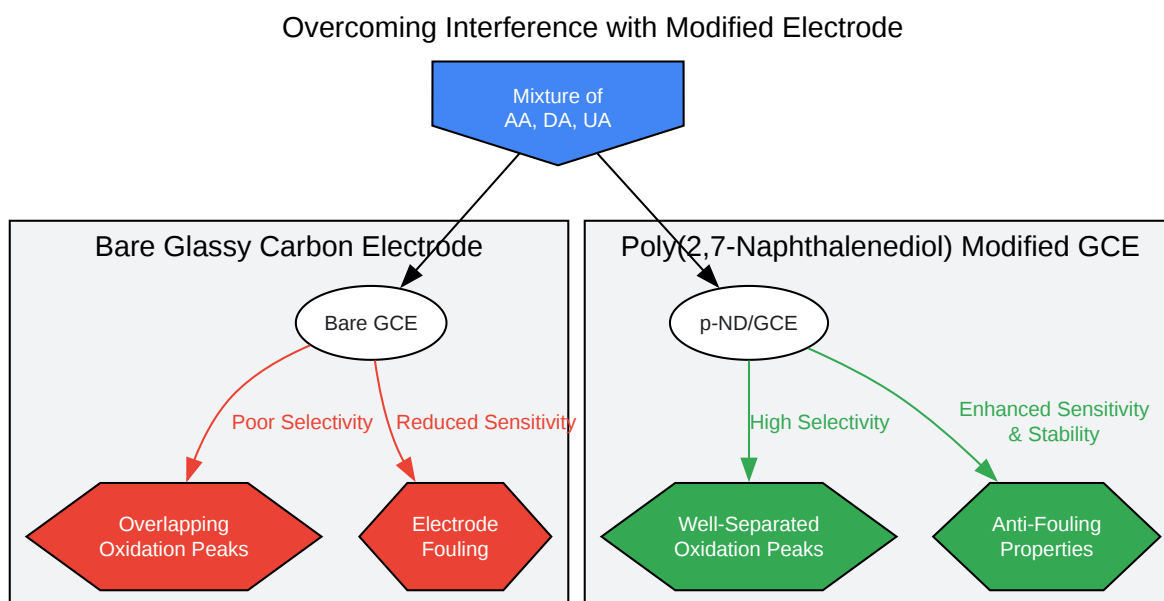 Overcoming Interference with Modified Electrode
Mixture of
AA, DA, UA
Bare Glassy Carbon Electrode
Poly(2,7-Naphthalenediol) Modified GCE
Bare GCE
p-ND/GCE
Poor Selectivity
Reduced Sensitivity
High Selectivity
Enhanced Sensitivity
& Stability
Overlapping
Oxidation Peaks
Electrode
Fouling
Well-Separated
Oxidation Peaks
Anti-Fouling
Properties